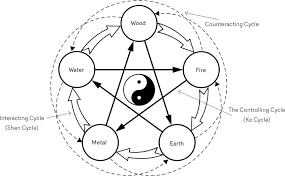 Wood
Counteracting Cycle
Water
Fire
Interacting Cycle
(Shen Cycle)
The Controlling Cycle
(Ko Cycle)
Metal
Earth